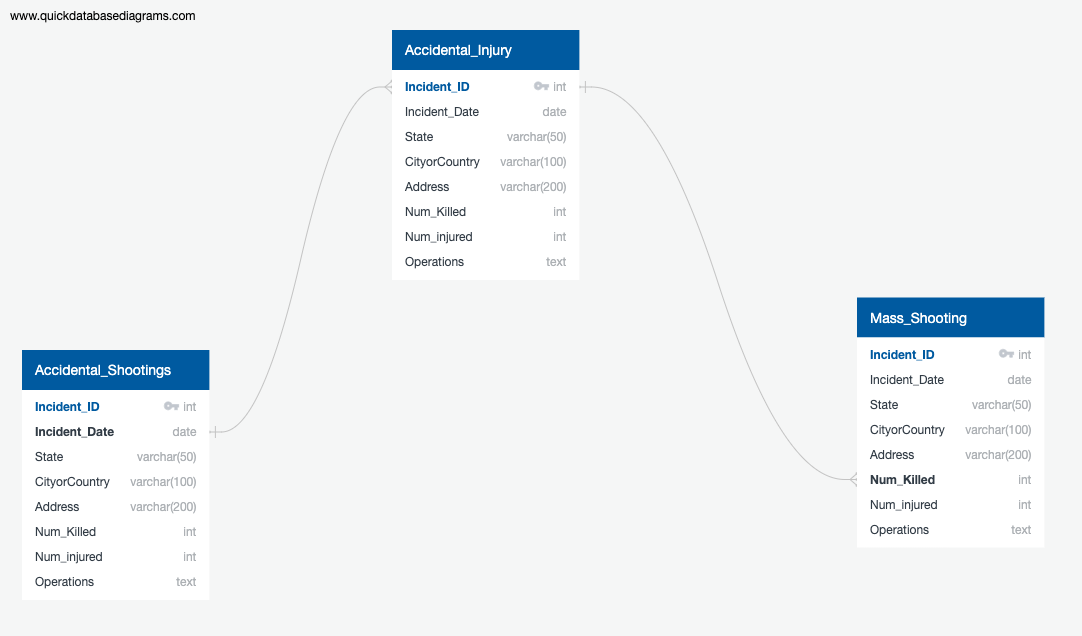 www.quickdatabasediagrams.com
Accidental_Injury
Incident_ID int
Incident_Date date
State varchar(50)
CityorCountry varchar(100)
Address varchar(200)
Num_Killed int
Num_injured int
Operations text
Mass_Shooting
Incident_ID int
Incident_Date date
State varchar(50)
CityorCountry varchar(100)
Address varchar(200)
Num_Killed int
Num_injured int
Operations text
Accidental_Shootings
Incident_ID int
Incident_Date date
State varchar(50)
CityorCountry varchar(100)
Address varchar(200)
Num_Killed int
Num_injured int
Operations text